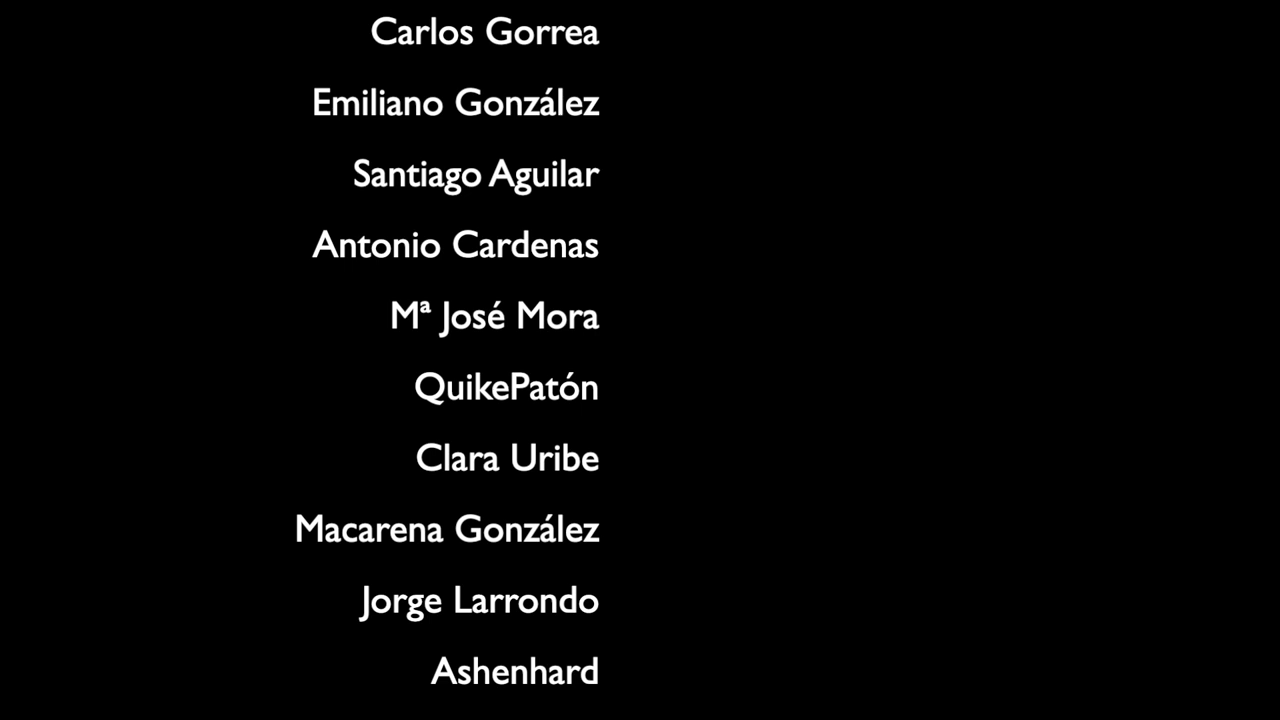 Carlos Gorrea
Emiliano González
Santiago Aguilar
Antonio Cardenas
Mª José Mora
QuikePatón
Clara Uribe
Macarena González
Jorge Larrondo
Ashenhard